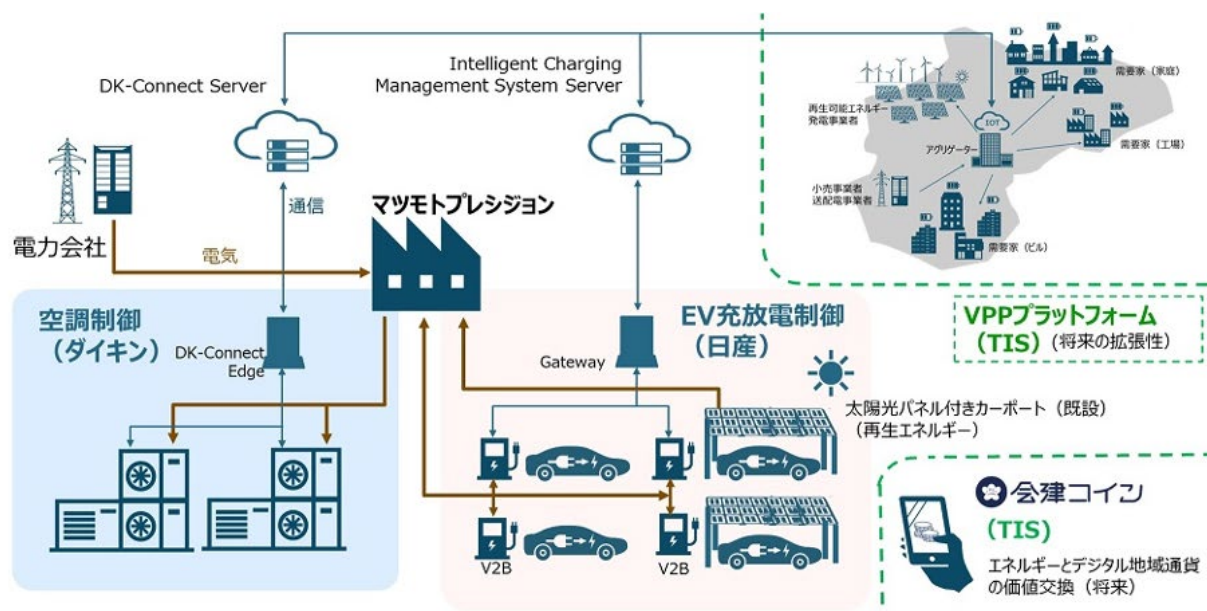 DK-Connect Server
Intelligent Charging
Management System Server
通信
電力会社
電気
マツモトプレシジョン
再生可能エネルギー
発電事業者
IOT
アグリゲーター
小売事業者
送配電事業者
需要家（家庭）
需要家（工場）
需要家（ビル）
空調制御
（ダイキン）
DK-Connect
Edge
EV充放電制御
（日産）
Gateway
V2B
V2B
VPPプラットフォーム
（TIS）（将来の拡張性）
太陽光パネル付きカーポート（既設）
（再生エネルギー）
会津コイン
（TIS）
エネルギーとデジタル地域通貨
の価値交換（将来）